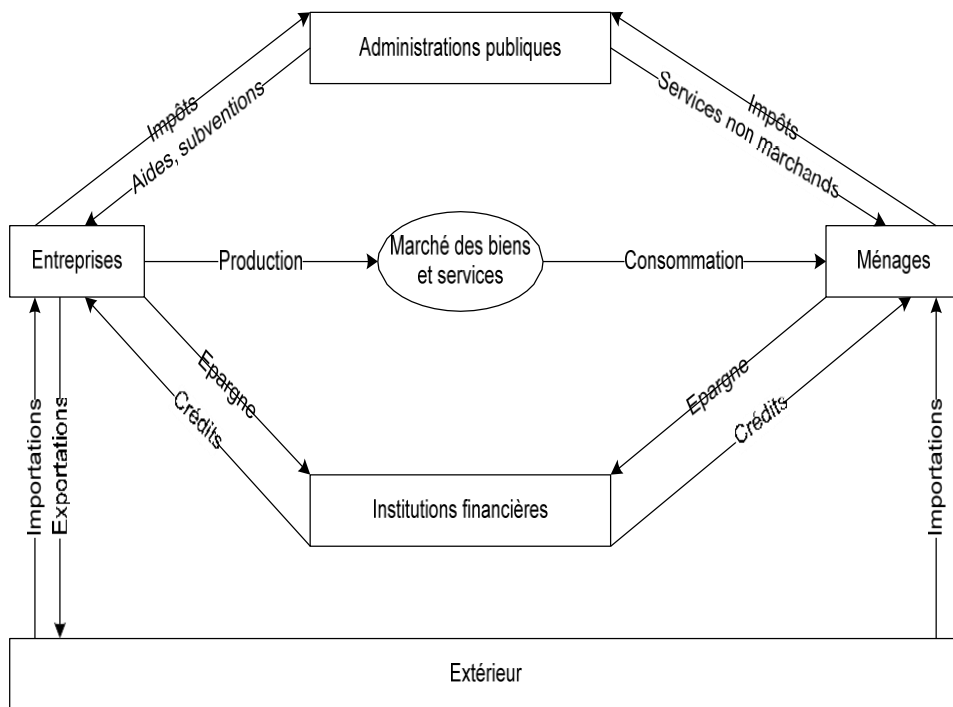 Administrations publiques
Impôts
Aides, subventions
Impôts
Services non marchands
Entreprises
Production
Marché des biens
et services
Consommation
Ménages
Epargne
Crédits
Epargne
Crédits
Importations
Exportations
Importations
Institutions financières
Extérieur